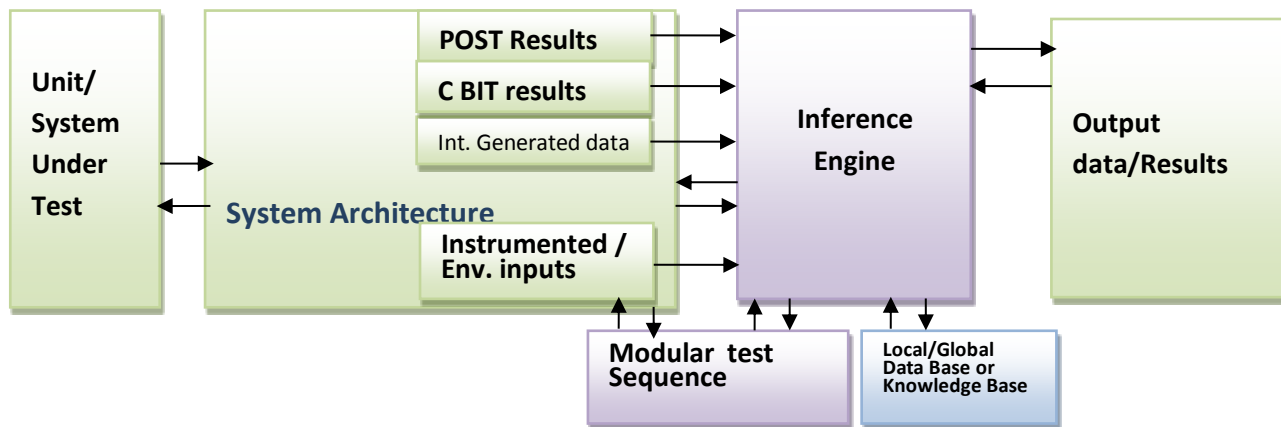 Unit/
System
Under
Test
POST Results
C BIT results
Int. Generated data
System Architecture
Instrumented /
Env. inputs
Inference
Engine
Output
data/Results
Modular test
Sequence
Local/Global
Data Base or
Knowledge Base